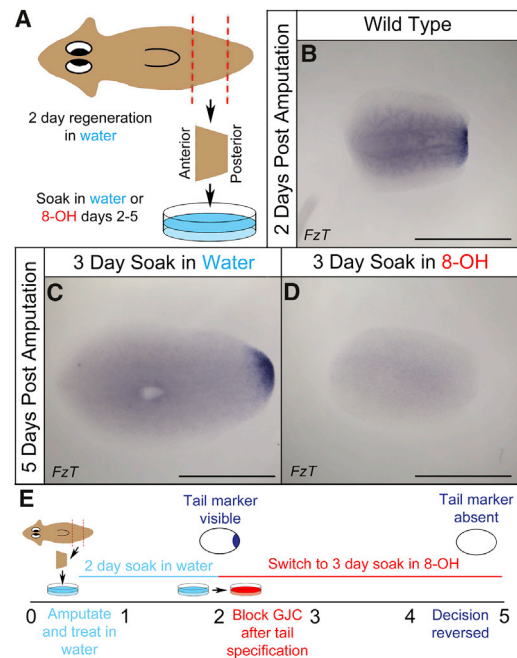 A
2 day regeneration
in water
Anterior
Posterior
Soak in water or
8-OH days 2-5
2 Days Post Amputation
Wild Type
B
FzT
5 Days Post Amputation
3 Day Soak in Water
C
FzT
3 Day Soak in 8-OH
D
FzT
E
Tail marker
visible
Tail marker
absent
2 day soak in water
Switch to 3 day soak in 8-OH
0 1 2 3 4 5
Amputate
and treat in
water
Block GJC
after tail
specification
Decision
reversed